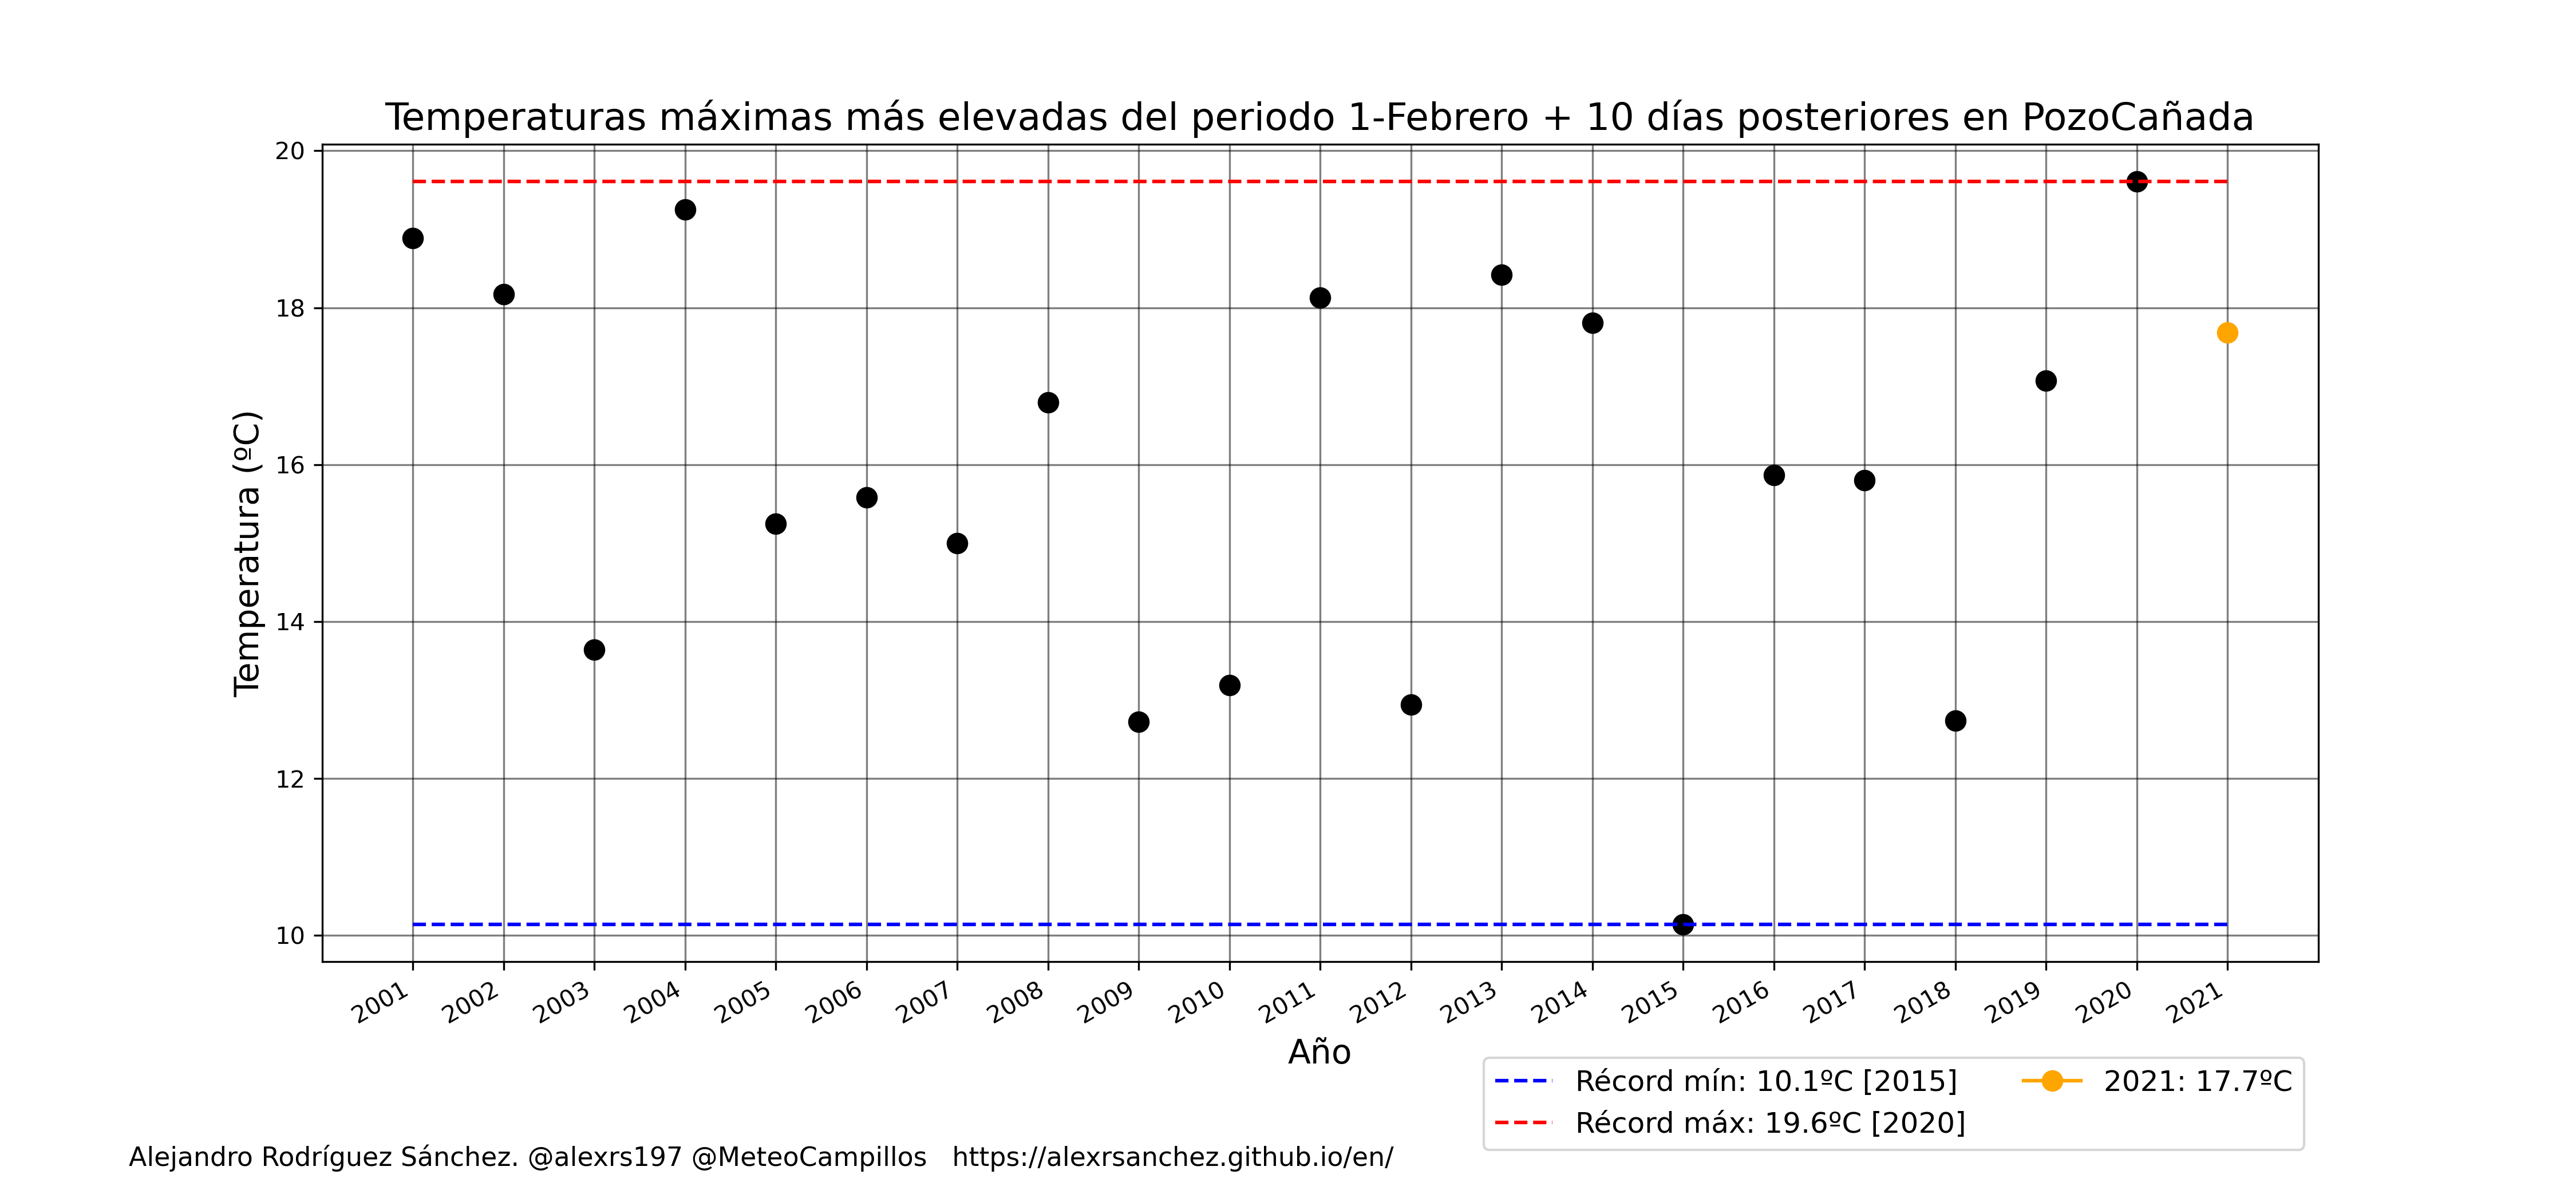 Temperaturas máximas más elevadas del periodo 1-Febrero + 10 días posteriores en PozoCañada
Temperatura (ºC)
20
18
16
14
12
10
2001 2002 2003 2004 2005 2006 2007 2008 2009 2010 2011 2012 2013 2014 2015 2016 2017 2018 2019 2020 2021
Año
Récord mín: 10.1ºC [2015]
Récord máx: 19.6ºC [2020]
2021: 17.7ºC
Alejandro Rodríguez Sánchez. @alexrs197 @MeteoCampillos https://alexrsanchez.github.io/en/